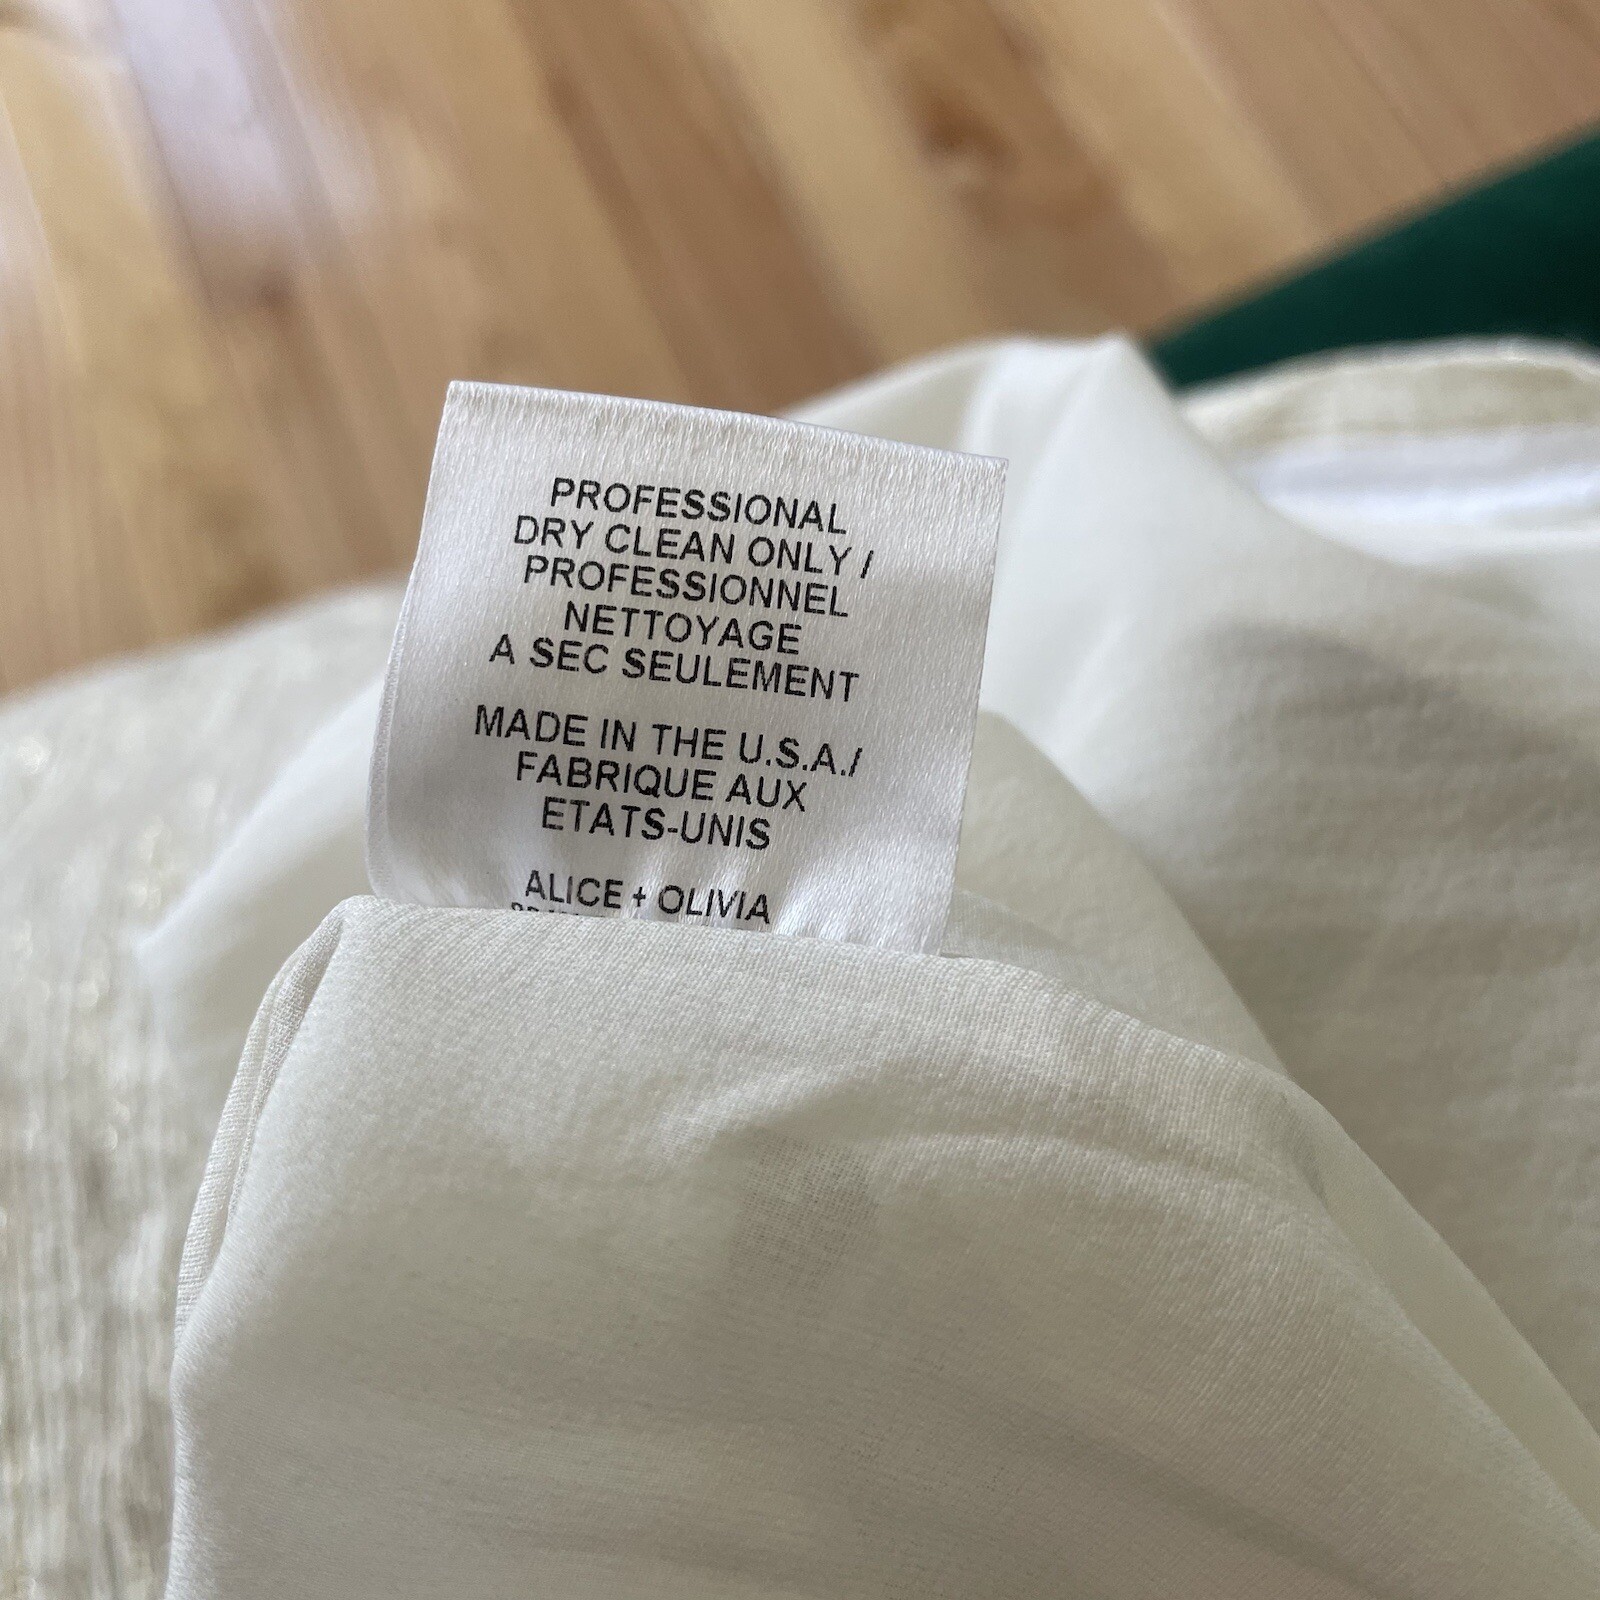 PROFESSIONAL
DRY CLEAN ONLY /
PROFESSIONNEL
NETTOYAGE
A SEC SEULEMENT
MADE IN THE U.S.A./
FABRIQUE AUX
ETATS-UNIS
ALICE + OLIVIA